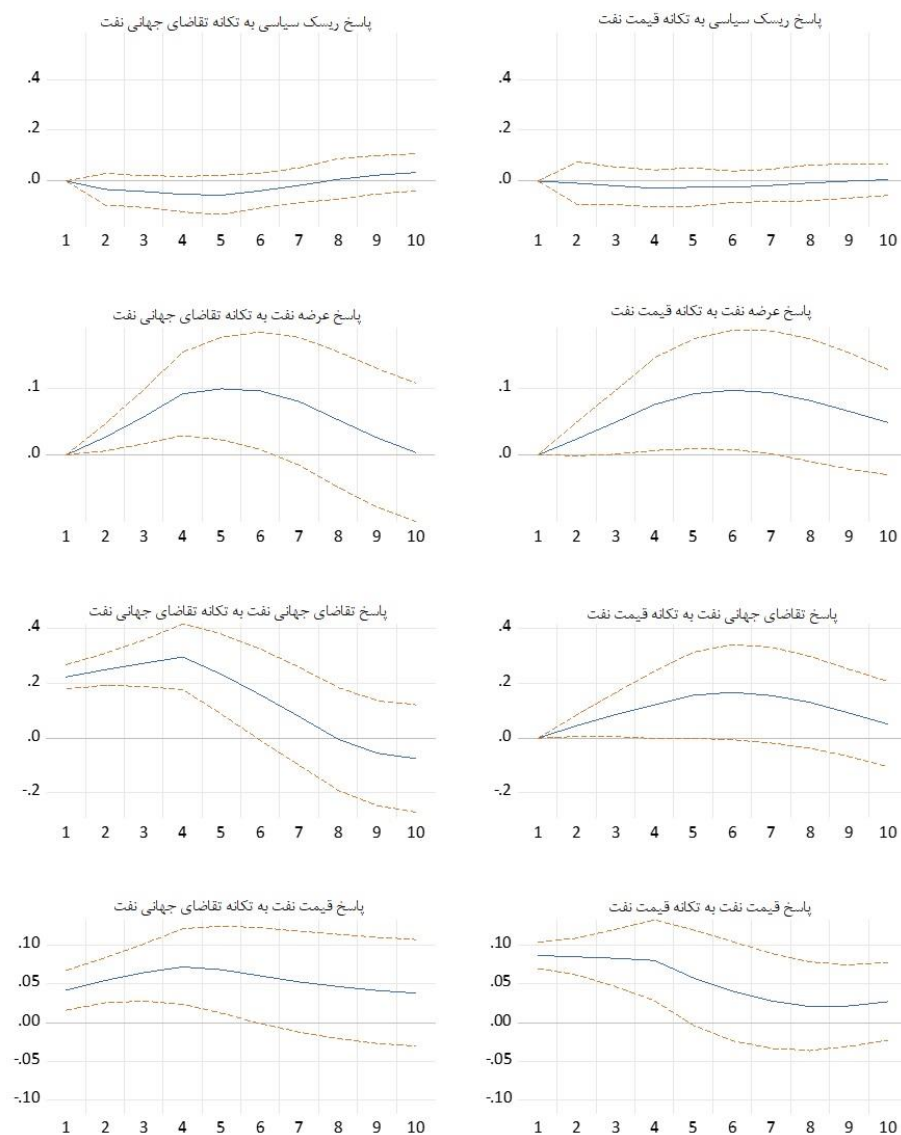 پاسخ ریسک سیاسی به تکانه تقاضای جهانی نفت
.4
.2
.0
1 2 3 4 5 6 7 8 9 10
پاسخ ریسک سیاسی به تکانه قیمت نفت
.4
.2
.0
1 2 3 4 5 6 7 8 9 10
پاسخ عرضه نفت به تکانه تقاضای جهانی نفت
.1
.0
1 2 3 4 5 6 7 8 9 10
پاسخ عرضه نفت به تکانه قیمت نفت
.1
.0
1 2 3 4 5 6 7 8 9 10
پاسخ تقاضای جهانی نفت به تکانه تقاضای جهانی نفت
.4
.2
.0
-.2
1 2 3 4 5 6 7 8 9 10
پاسخ تقاضای جهانی نفت به تکانه قیمت نفت
.4
.2
.0
-.2
1 2 3 4 5 6 7 8 9 10
پاسخ قیمت نفت به تکانه تقاضای جهانی نفت
.10
.05
.00
-.05
-.10
1 2 3 4 5 6 7 8 9 10
پاسخ قیمت نفت به تکانه قیمت نفت
.10
.05
.00
-.05
-.10
1 2 3 4 5 6 7 8 9 10